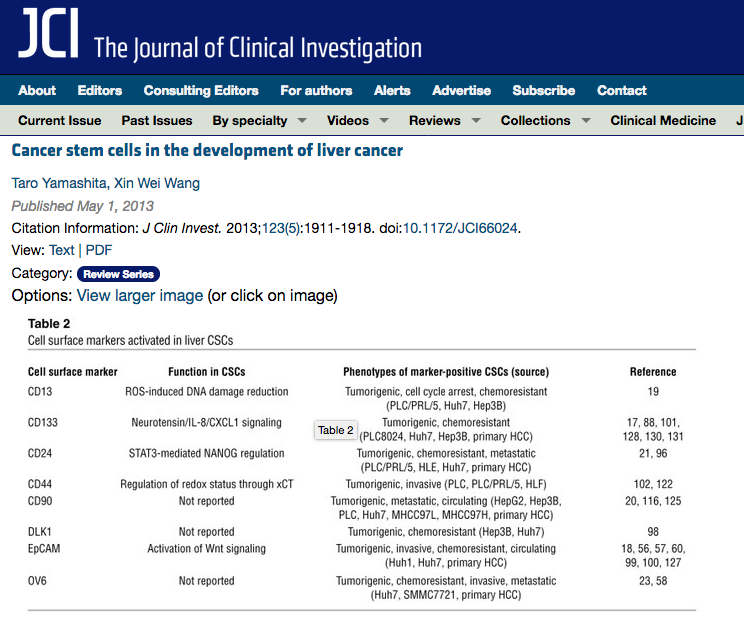 JCI The Journal of Clinical Investigation
About Editors Consulting Editors For authors Alerts Advertise Subscribe Contact
Current Issue Past Issues By specialty Videos Reviews Collections Clinical Medicine J
Cancer stem cells in the development of liver cancer
Taro Yamashita, Xin Wei Wang
Published May 1, 2013
Citation Information: J Clin Invest. 2013;123(5):1911-1918. doi:10.1172/JCI66024.
View: Text | PDF
Category: Review Series
Options: View larger image (or click on image)
Table 2
Cell surface markers activated in liver CSCs
Cell surface marker Function in CSCs Phenotypes of marker-positive CSCs (source) Reference
CD13 ROS-induced DNA damage reduction Tumorigenic, cell cycle arrest, chemoresistant 19
(PLC/PRL/5, Huh7, Hep3B)
CD133 Neurotensin/IL-8/CXCL1 signaling Tumorigenic, chemoresistant 17, 88, 101,
Table 2 (PLC8024, Huh7, Hep3B, primary HCC) 128, 130, 131
CD24 STAT3-mediated NANOG regulation Tumorigenic, chemoresistant, metastatic 21, 96
(PLC/PRL/5, HLE, Huh7, primary HCC)
CD44 Regulation of redox status through xCT Tumorigenic, invasive (PLC, PLC/PRL/5, HLF) 102, 122
CD90 Not reported Tumorigenic, metastatic, circulating (HepG2, Hep3B, 20, 116, 125
PLC, Huh7, MHCC97L, MHCC97H, primary HCC)
DLK1 Not reported Tumorigenic, chemoresistant (Hep3B, Huh7) 98
EpCAM Activation of Wnt signaling Tumorigenic, invasive, chemoresistant, circulating 18, 56, 57, 60,
(Huh1, Huh7, primary HCC) 99, 100, 127
OV6 Not reported Tumorigenic, chemoresistant, invasive, metastatic 23, 58
(Huh7, SMMC7721, primary HCC)